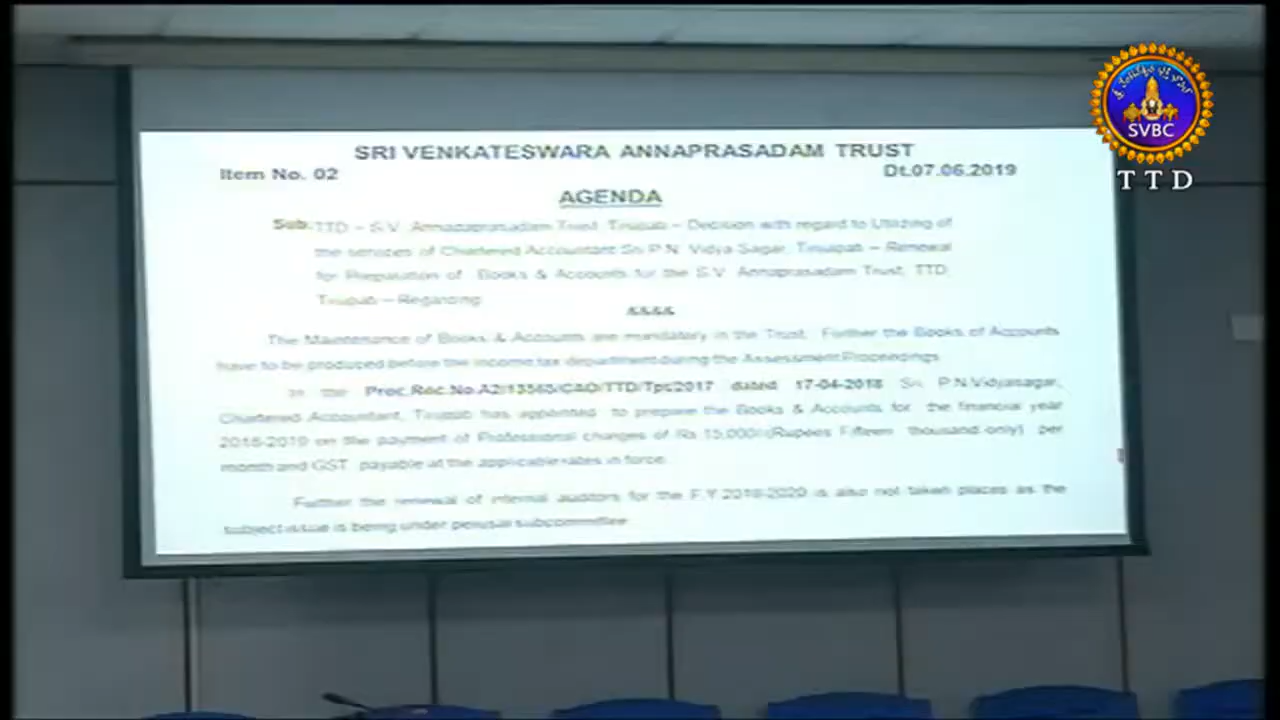 SRI VENKATESWARA ANNAPRASADAM TRUST
Item No. 02
Dt.07.06.2019
AGENDA
Sub: TTD – S.V. Annadaprasadam Trust, Tirupati – Decision with regard to Utilizing of
the services of Chartered Accountant Sri P.N. Vidya Sagar, Tirupati – Renewal
for Preparation of Books & Accounts for the S.V. Annaprasadam Trust, TTD,
Tirupati – Regarding
&&&&
The Maintenance of Books & Accounts are mandatory in the Trust. Further the Books of Accounts
have to be produced before the income tax department during the Assessment Proceedings.
In the Proc.Roc.No.A2/13565/CAO/TTD/Tpt/2017 dated 17-04-2018 Sri P.N.Vidyasagar,
Chartered Accountant, Tirupati has appointed to prepare the Books & Accounts for the financial year
2018-2019 on the payment of Professional charges of Rs.15,000/-(Rupees Fifteen thousand only) per
month and GST payable at the applicable rates in force.
Further the renewal of internal auditors for the F.Y. is also not taken places as the
subject issue is being under perusal subcommittee
SVBC
TTD